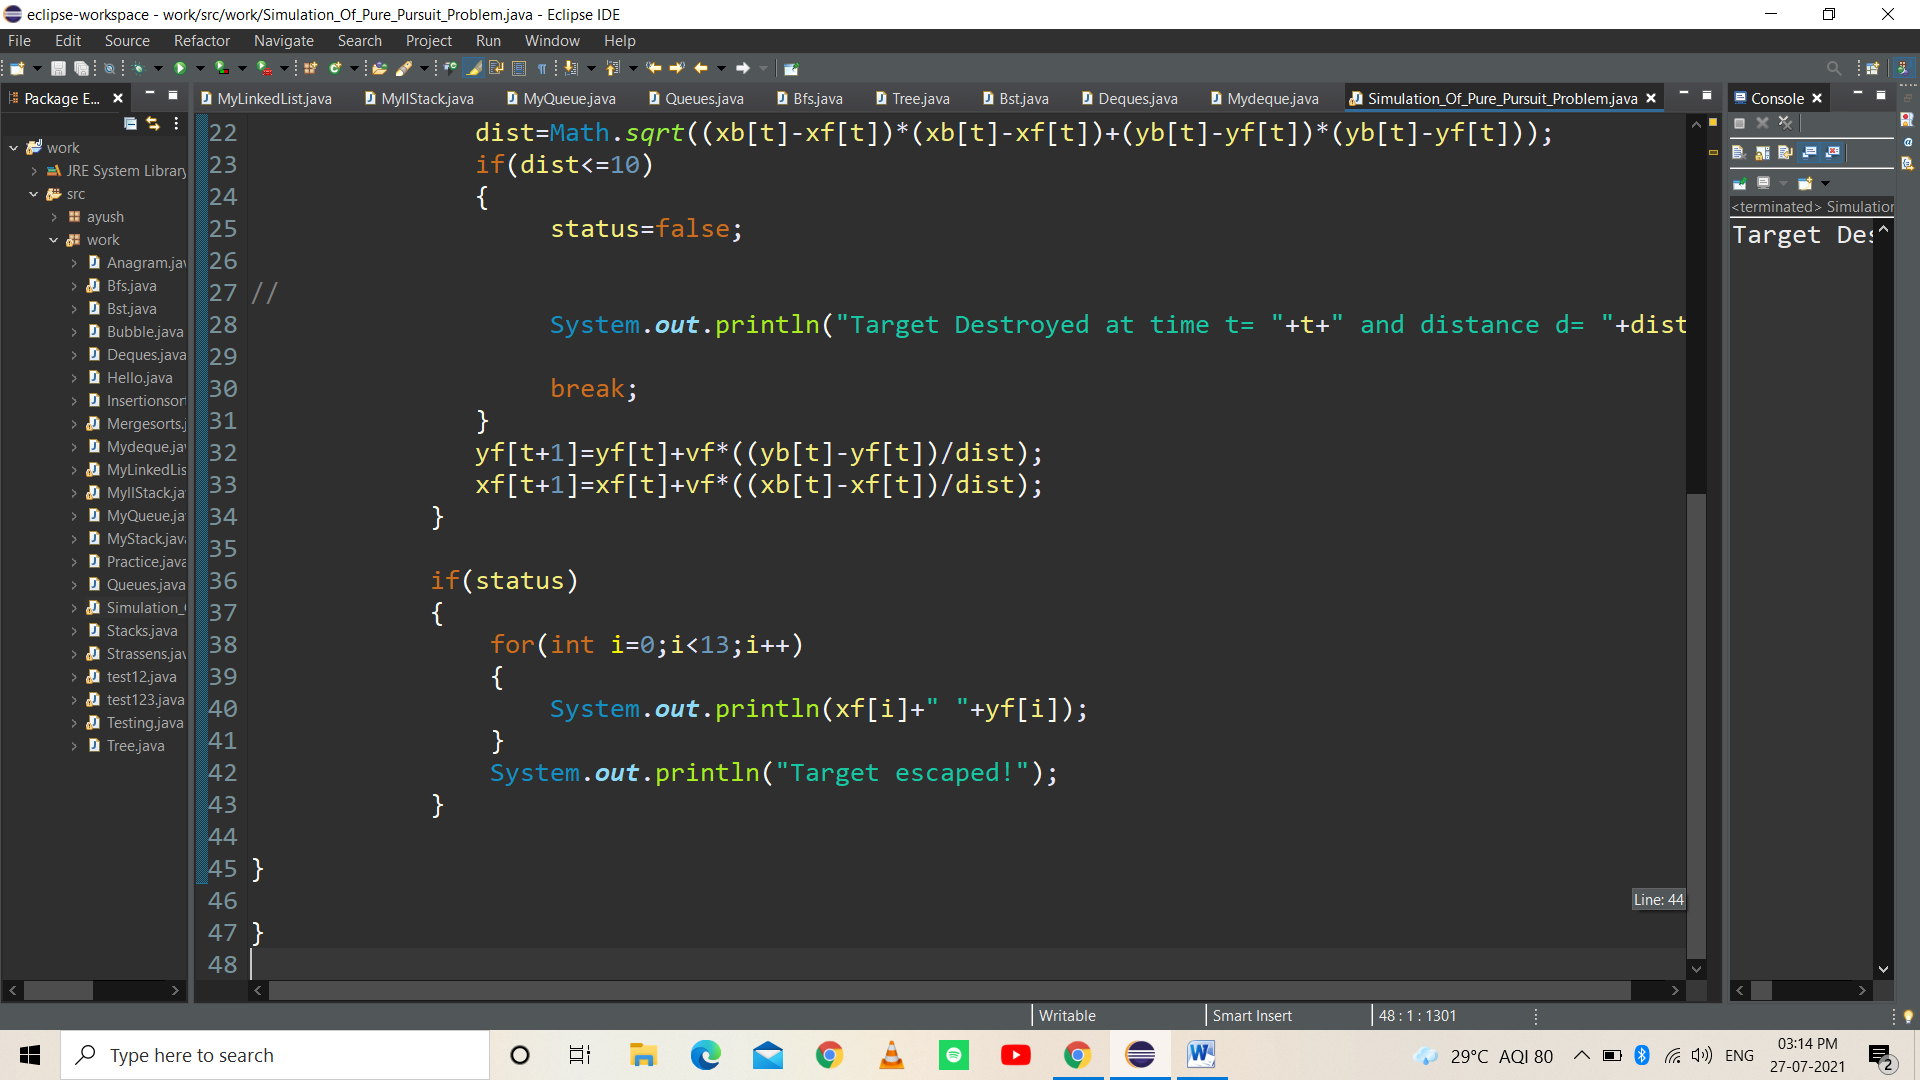 eclipse-workspace - work/src/work/Simulation_Of_Pure_Pursuit_Problem.java - Eclipse IDE
File Edit Source Refactor Navigate Search Project Run Window Help
Package E...
MyLinkedList.java MyllStack.java MyQueue.java Queues.java Bfs.java Tree.java Bst.java Deques.java Mydeque.java Simulation_Of_Pure_Pursuit_Problem.java
Console
work
JRE System Library
src
ayush
work
Anagram.jav
Bfs.java
Bst.java
Bubble.java
Deques.java
Hello.java
Insertionsort
Mergesorts.j
Mydeque.jav
MyLinkedLis
MyllStack.ja
MyQueue.ja
MyStack.java
Practice.java
Queues.java
Simulation_
Stacks.java
Strassens.jav
test12.java
test123.java
Testing.java
Tree.java
22 dist=Math.sqrt((xb[t]-xf[t])*(xb[t]-xf[t])+(yb[t]-yf[t])*(yb[t]-yf[t]));
23 if(dist<=10)
24 {
25 status=false;
26
27 //
28 System.out.println("Target Destroyed at time t= "+t+" and distance d= "+dist
29
30 break;
31 }
32 yf[t+1]=yf[t]+vf*((yb[t]-yf[t])/dist);
33 xf[t+1]=xf[t]+vf*((xb[t]-xf[t])/dist);
34 }
35
36 if(status)
37 {
38 for(int i=0;i<13;i++)
39 {
40 System.out.println(xf[i]+" "+yf[i]);
41 }
42 System.out.println("Target escaped!");
43 }
44
45 }
46
47 }
48
Line: 44
<terminated> Simulation
Target Des
Writable Smart Insert 48 : 1 : 1301
Type here to search
29°C AQI 80 ENG
03:14 PM
27-07-2021
2